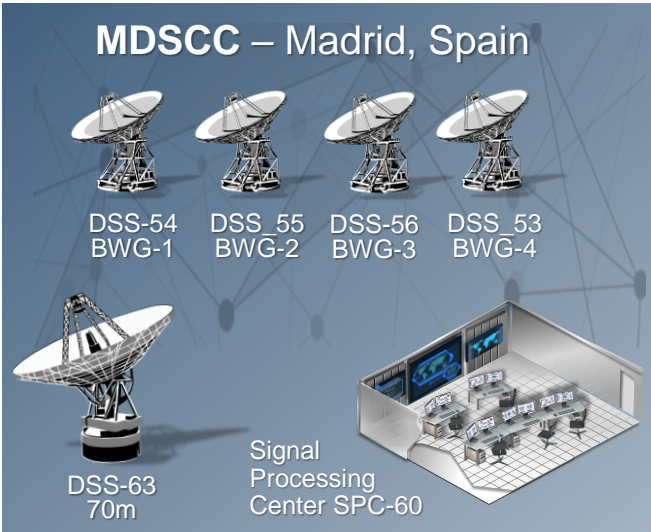 MDSCC – Madrid, Spain
DSS-54
BWG-1
DSS_55
BWG-2
DSS-56
BWG-3
DSS_53
BWG-4
DSS-63
70m
Signal
Processing
Center SPC-60